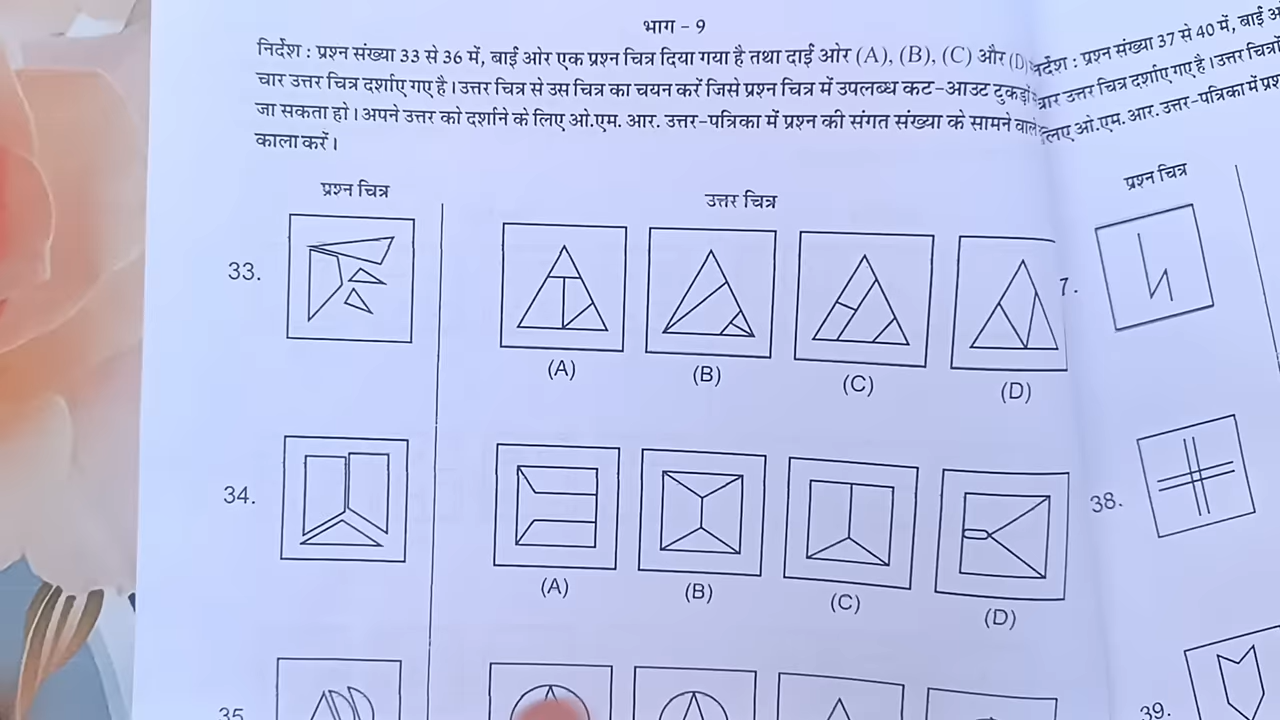 भाग - 9
निर्देश : प्रश्न संख्या 33 से 36 में, बाईं ओर एक प्रश्न चित्र दिया गया है तथा दाईं ओर (A), (B), (C) और (D)
चार उत्तर चित्र दर्शाए गए है। उत्तर चित्र से उस चित्र का चयन करें जिसे प्रश्न चित्र में उपलब्ध कट-आउट टुकड़ों
जा सकता हो। अपने उत्तर को दर्शाने के लिए ओ.एम. आर. उत्तर-पत्रिका में प्रश्न की संगत संख्या के सामने वाले
काला करें।
प्रश्न चित्र
उत्तर चित्र
33.
(A)
(B)
(C)
(D)
34.
(A)
(B)
(C)
(D)
35.
र्देश : प्रश्न संख्या 37 से 40 में, बाईं
उत्तर चित्र दर्शाए गए है। उत्तर
ओ.एम. आर. उत्तर-पत्रिका में
प्रश्न चित्र
7.
38.
39.